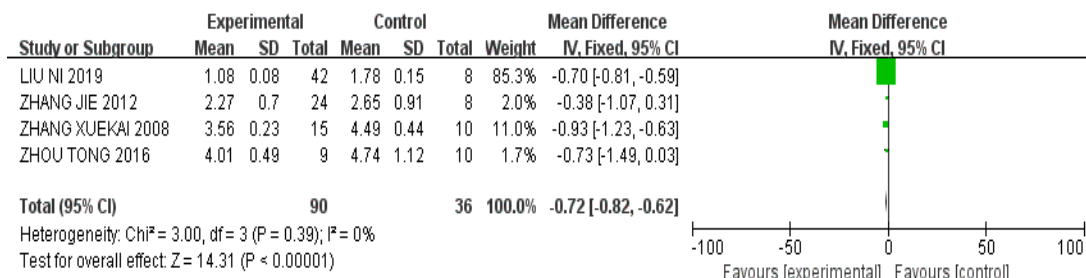 Experimental Control Mean Difference Mean Difference
Study or Subgroup Mean SD Total Mean SD Total Weight IV, Fixed, 95% CI IV, Fixed, 95% CI
LIU NI 2019 1.08 0.08 42 1.78 0.15 8 85.3% -0.70 [-0.81, -0.59]
ZHANG JIE 2012 2.27 0.7 24 2.65 0.91 8 2.0% -0.38 [-1.07, 0.31]
ZHANG XUEKAI 2008 3.56 0.23 15 4.49 0.44 10 11.0% -0.93 [-1.23, -0.63]
ZHOU TONG 2016 4.01 0.49 9 4.74 1.12 10 1.7% -0.73 [-1.49, 0.03]
Total (95% CI) 90 36 100.0% -0.72 [-0.82, -0.62]
Heterogeneity: Chi² = 3.00, df = 3 (P = 0.39); I² = 0%
Test for overall effect: Z = 14.31 (P < 0.00001)
-100 -50 0 50 100
Favours [experimental] Favours [control]